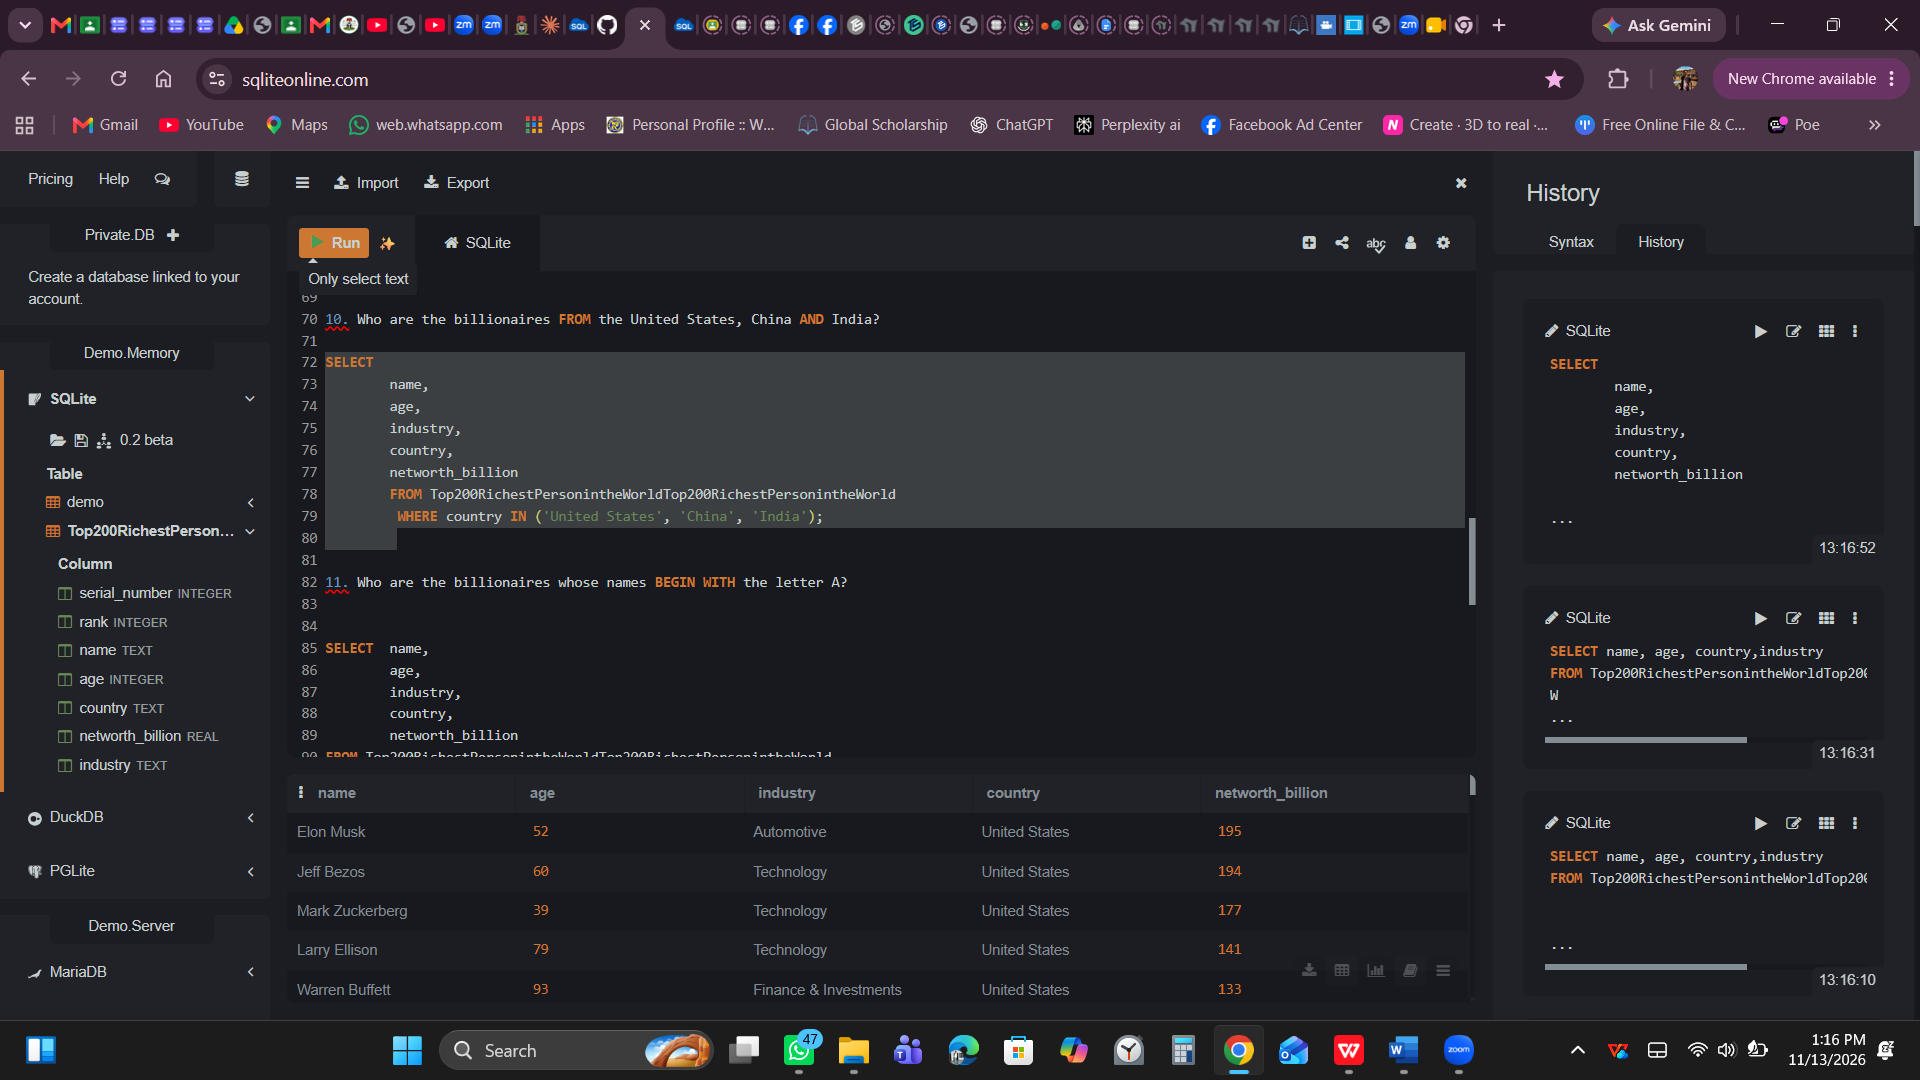 Ask Gemini
sqliteonline.com
New Chrome available
Gmail
YouTube
Maps
web.whatsapp.com
Apps
Personal Profile :: W...
Global Scholarship
ChatGPT
Perplexity ai
Facebook Ad Center
Create · 3D to real ·...
Free Online File & C...
Poe
Pricing
Help
Import
Export
History
Private.DB
Run
SQLite
Syntax
History
Create a database linked to your
account.
Only select text
Demo.Memory
SQLite
0.2 beta
Table
demo
Top200RichestPerson...
Column
serial_number INTEGER
rank INTEGER
name TEXT
age INTEGER
country TEXT
networth_billion REAL
industry TEXT
DuckDB
PGLite
Demo.Server
MariaDB
69
70 10. Who are the billionaires FROM the United States, China AND India?
71
72 SELECT
73 name,
74 age,
75 industry,
76 country,
77 networth_billion
78 FROM Top200RichestPersonintheWorldTop200RichestPersonintheWorld
79 WHERE country IN ('United States', 'China', 'India');
80
81
82 11. Who are the billionaires whose names BEGIN WITH the letter A?
83
84
85 SELECT name,
86 age,
87 industry,
88 country,
89 networth_billion
90 FROM Top200RichestPersonintheWorldTop200RichestPersonintheWorld
name age industry country networth_billion
Elon Musk 52 Automotive United States 195
Jeff Bezos 60 Technology United States 194
Mark Zuckerberg 39 Technology United States 177
Larry Ellison 79 Technology United States 141
Warren Buffett 93 Finance & Investments United States 133
SQLite
SELECT
name,
age,
industry,
country,
networth_billion
...
13:16:52
SQLite
SELECT name, age, country,industry
FROM Top200RichestPersonintheWorldTop200
W
...
13:16:31
SQLite
SELECT name, age, country,industry
FROM Top200RichestPersonintheWorldTop200
...
13:16:10
Search
47
zoom
1:16 PM
11/13/2026